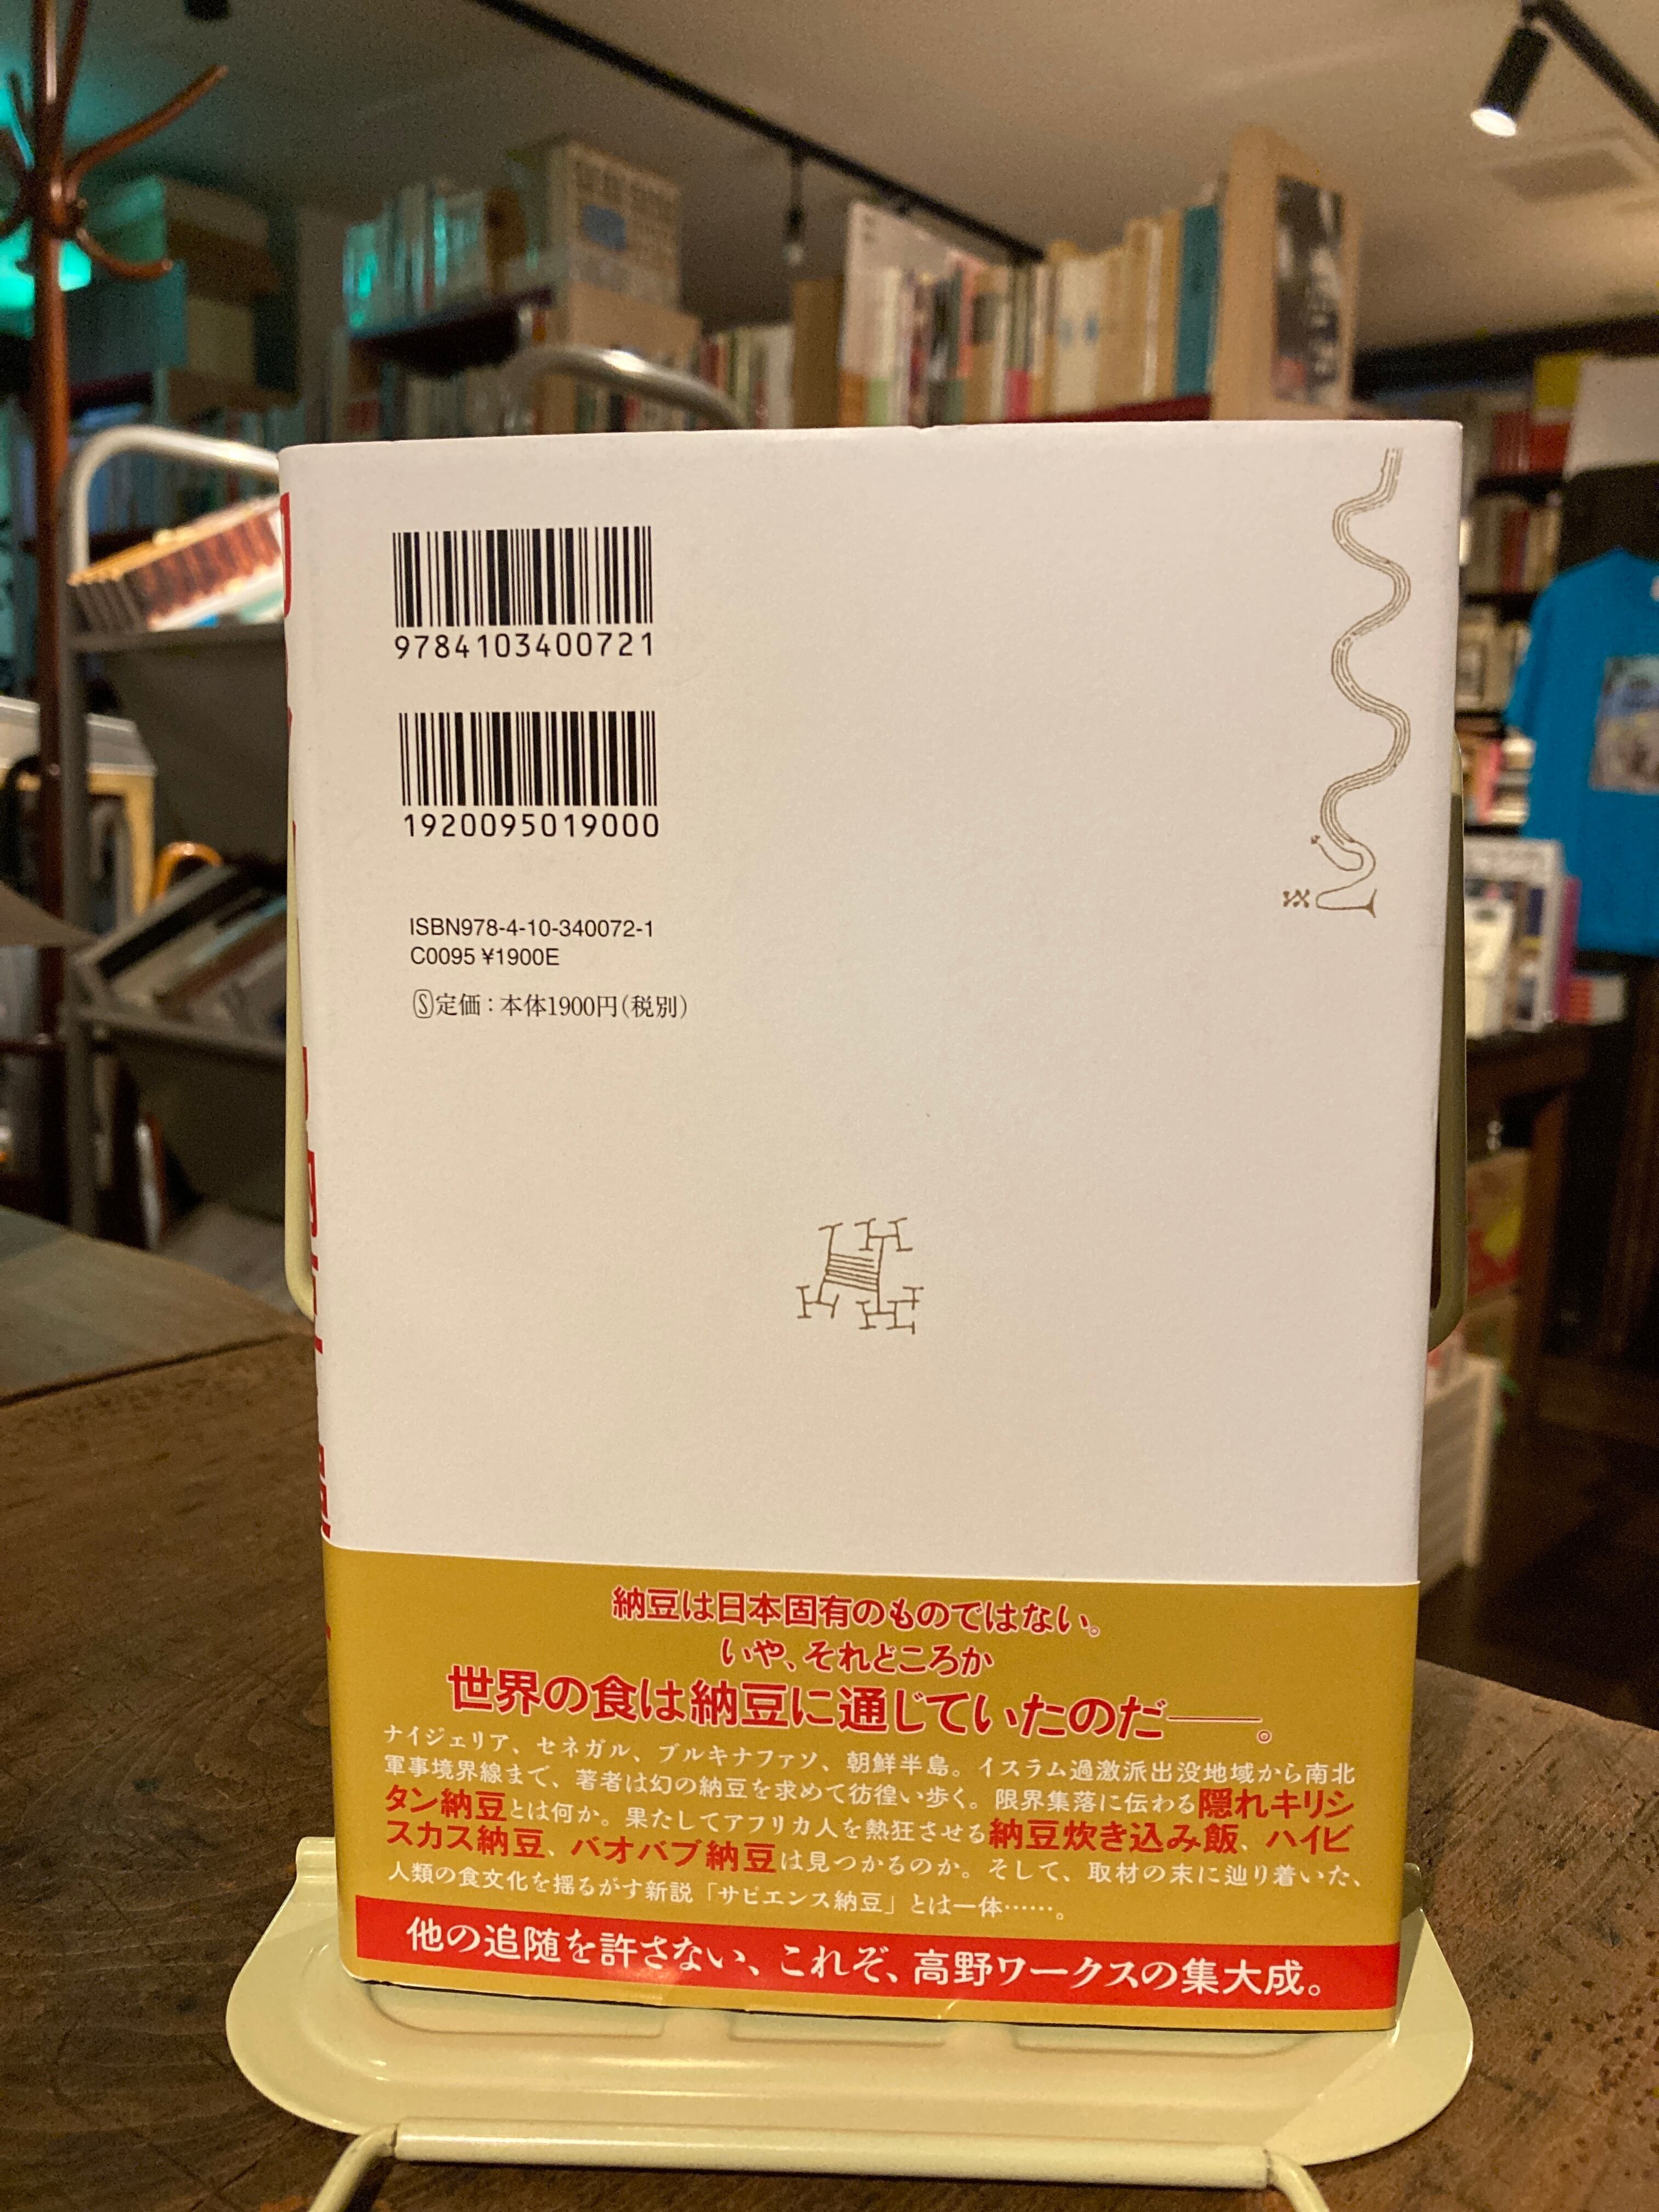 9784103400721
1920095019000
ISBN978-4-10-340072-1
C0095 ¥1900E
Ⓢ定価：本体1900円（税別）
納豆は日本固有のものではない。
いや、それどころか
世界の食は納豆に通じていたのだ――。
ナイジェリア、セネガル、ブルキナファソ、朝鮮半島。イスラム過激派出没地域から南北
軍事境界線まで、著者は幻の納豆を求めて彷徨い歩く。限界集落に伝わる隠れキリシ
タン納豆とは何か。果たしてアフリカ人を熱狂させる納豆炊き込み飯、ハイビ
スカス納豆、バオバブ納豆は見つかるのか。そして、取材の末に辿り着いた、
人類の食文化を揺るがす新説「サピエンス納豆」とは一体……。
他の追随を許さない、これぞ、高野ワークスの集大成。